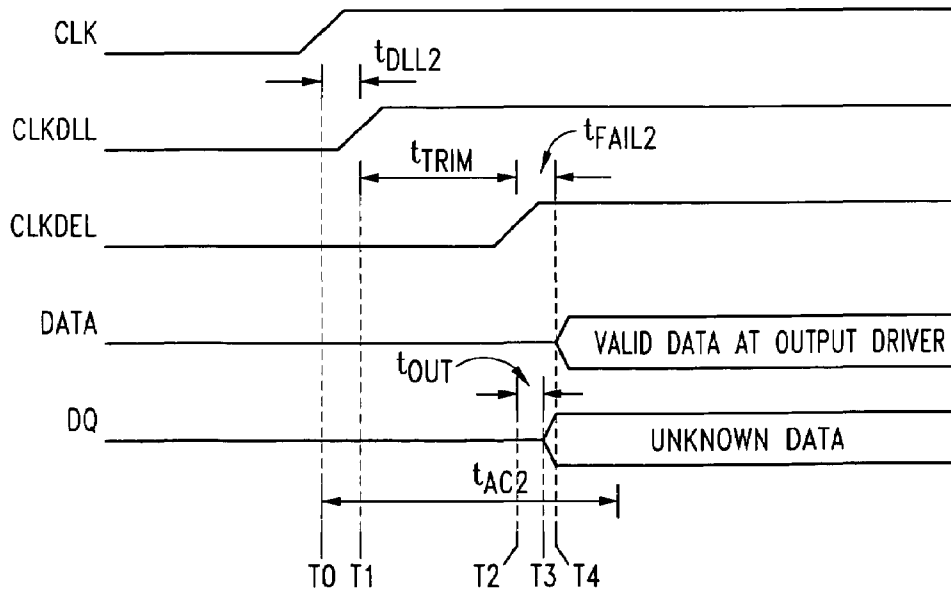 CLK
tDLL2
CLKDLL
tTRIM
tFAIL2
CLKDEL
DATA
VALID DATA AT OUTPUT DRIVER
tOUT
DQ
UNKNOWN DATA
tAC2
T0 T1 T2 T3 T4